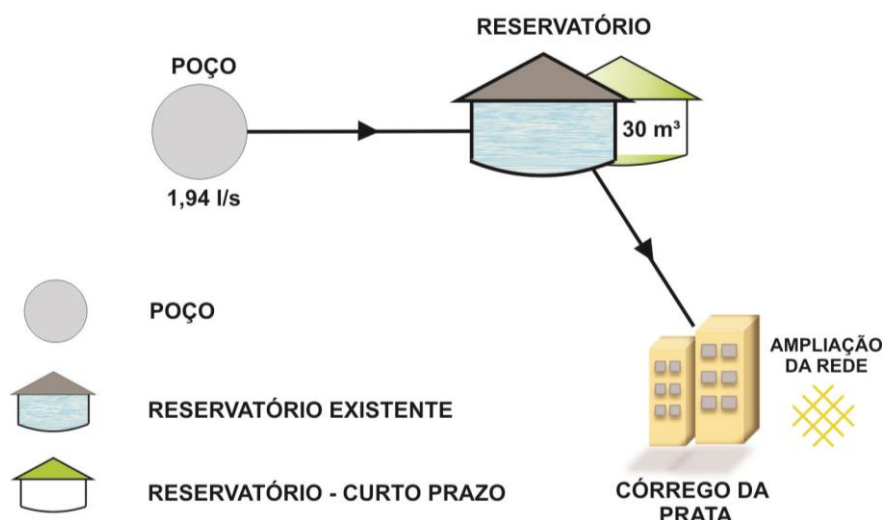 RESERVATÓRIO
POÇO
30 m³
1,94 l/s
POÇO
AMPLIAÇÃO
DA REDE
RESERVATÓRIO EXISTENTE
RESERVATÓRIO - CURTO PRAZO
CÓRREGO DA
PRATA